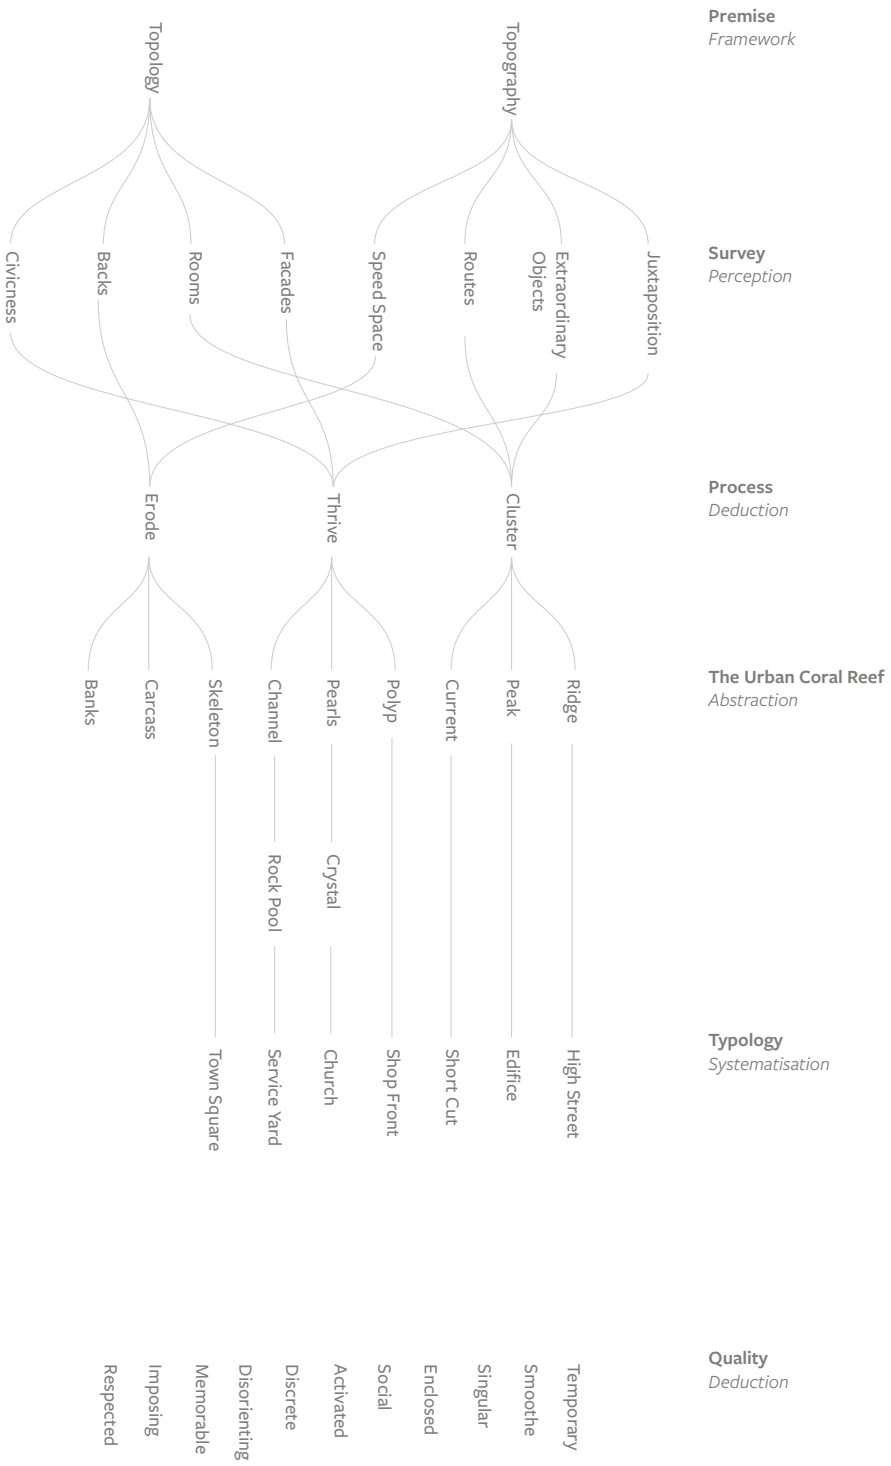 Premise
Framework
Topology
Topography
Survey
Perception
Civicness
Backs
Rooms
Facades
Speed Space
Routes
Extraordinary
Objects
Juxtaposition
Process
Deduction
Erode
Thrive
Cluster
The Urban Coral Reef
Abstraction
Banks
Carcass
Skeleton
Channel
Pearls
Polyp
Current
Peak
Ridge
Rock Pool
Crystal
Typology
Systematisation
Town Square
Service Yard
Church
Shop Front
Short Cut
Edifice
High Street
Quality
Deduction
Respected
Imposing
Memorable
Disorienting
Discrete
Activated
Social
Enclosed
Singular
Smoothe
Temporary